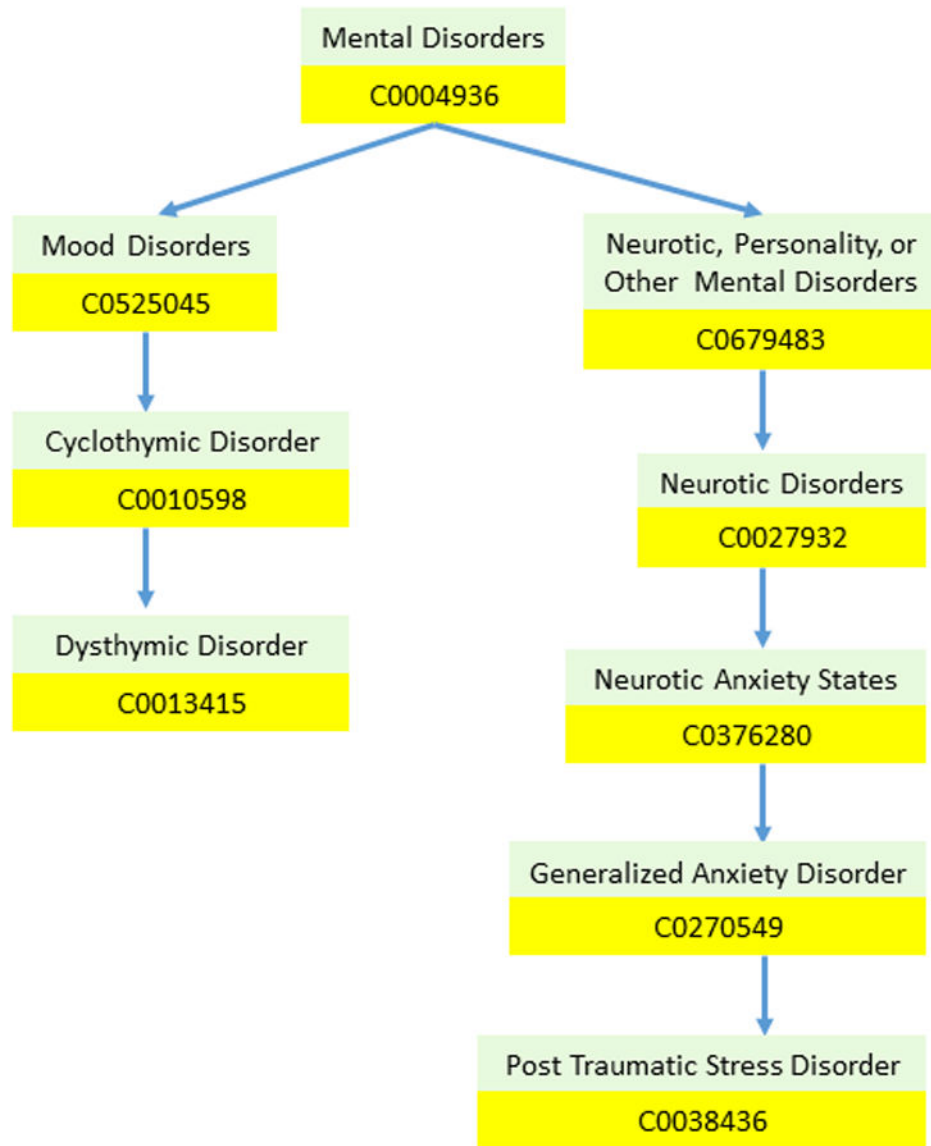 Mental Disorders
C0004936
Mood Disorders
C0525045
Cyclothymic Disorder
C0010598
Dysthymic Disorder
C0013415
Neurotic, Personality, or
Other Mental Disorders
C0679483
Neurotic Disorders
C0027932
Neurotic Anxiety States
C0376280
Generalized Anxiety Disorder
C0270549
Post Traumatic Stress Disorder
C0038436